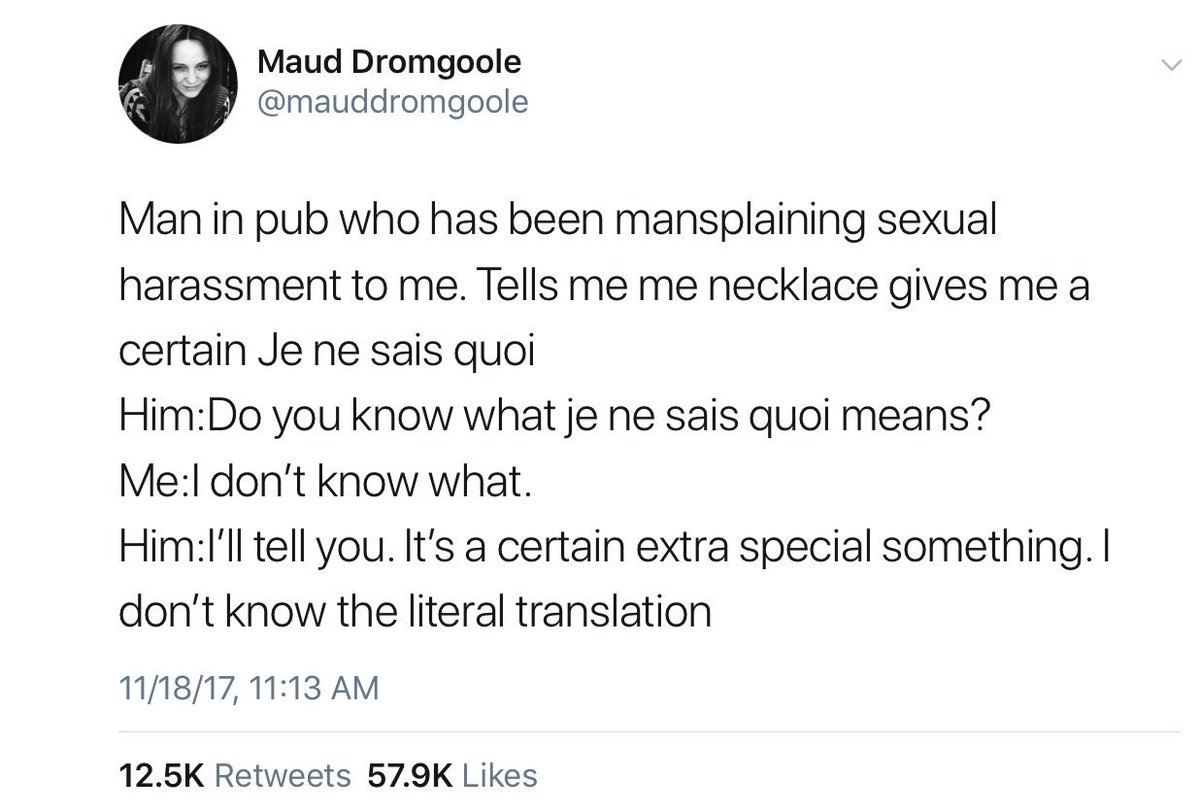 Maud Dromgoole
@mauddromgoole
Man in pub who has been mansplaining sexual
harassment to me. Tells me me necklace gives me a
certain Je ne sais quoi
Him:Do you know what je ne sais quoi means?
Me:I don’t know what.
Him:I’ll tell you. It’s a certain extra special something. I
don’t know the literal translation
11/18/17, 11:13 AM
12.5K Retweets 57.9K Likes